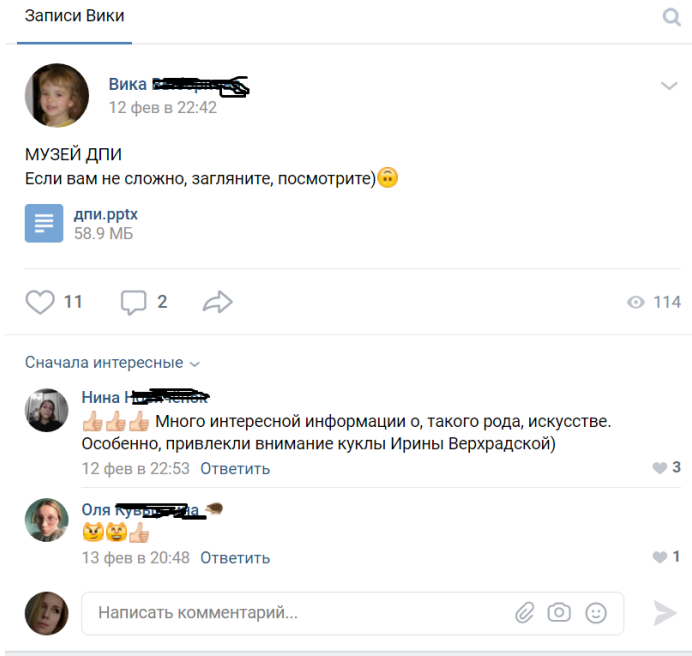 Записи Вики
Вика
12 фев в 22:42
МУЗЕЙ ДПИ
Если вам не сложно, загляните, посмотрите)🙃
дпи.pptx
58.9 МБ
11
2
114
Сначала интересные
Нина
👍👍👍 Много интересной информации о, такого рода, искусстве.
Особенно, привлекли внимание куклы Ирины Верхрадской)
12 фев в 22:53 Ответить
3
Оля 🦔
😼😸👍
13 фев в 20:48 Ответить
1
Написать комментарий...